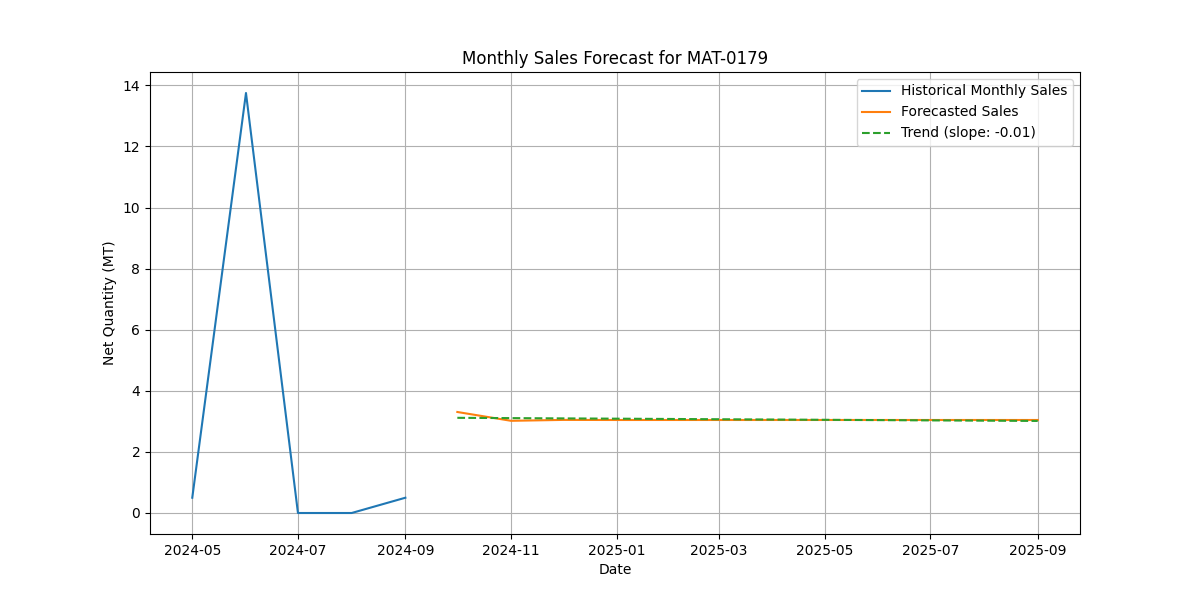 Monthly Sales Forecast for MAT-0179
Historical Monthly Sales
Forecasted Sales
Trend (slope: -0.01)
Net Quantity (MT)
14
12
10
8
6
4
2
0
2024-05 2024-07 2024-09 2024-11 2025-01 2025-03 2025-05 2025-07 2025-09
Date